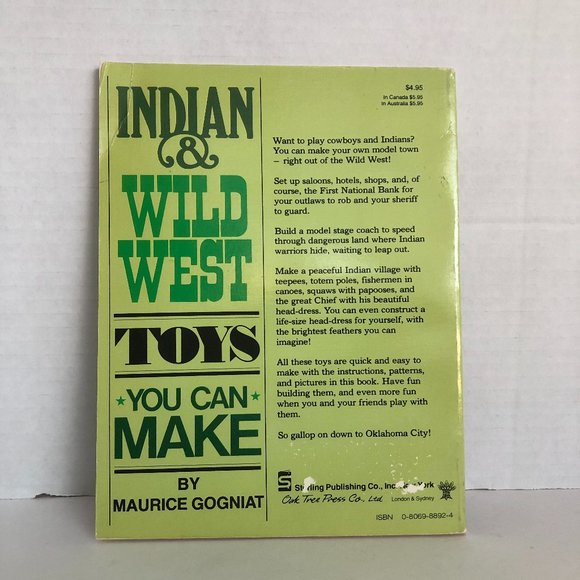 INDIAN
&
WILD
WEST
TOYS
YOU CAN
MAKE
BY
MAURICE GOGNIAT
$4.95
In Canada $5.95
In Australia $5.95
Want to play cowboys and Indians?
You can make your own model town
— right out of the Wild West!
Set up saloons, hotels, shops, and, of
course, the First National Bank for
your outlaws to rob and your sheriff
to guard.
Build a model stage coach to speed
through dangerous land where Indian
warriors hide, waiting to leap out.
Make a peaceful Indian village with
teepees, totem poles, fishermen in
canoes, squaws with papooses, and
the great Chief with his beautiful
head-dress. You can even construct a
life-size head-dress for yourself, with
the brightest feathers you can
imagine!
All these toys are quick and easy to
make with the instructions, patterns,
and pictures in this book. Have fun
building them, and even more fun
when you and your friends play with
them.
So gallop on down to Oklahoma City!
Sterling Publishing Co., Inc. New York
Oak Tree Press Co., Ltd. London & Sydney
ISBN 0-8069-8892-4